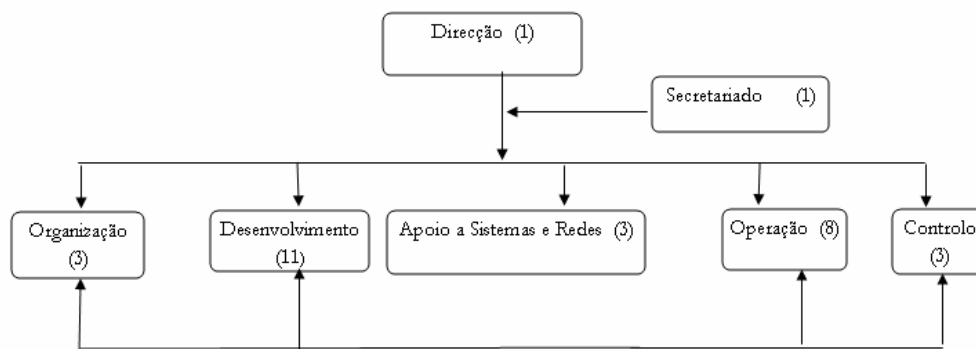 Direcção (1)
Secretariado (1)
Organização
(3)
Desenvolvimento
(11)
Apoio a Sistemas e Redes (3)
Operação (8)
Controlo
(3)